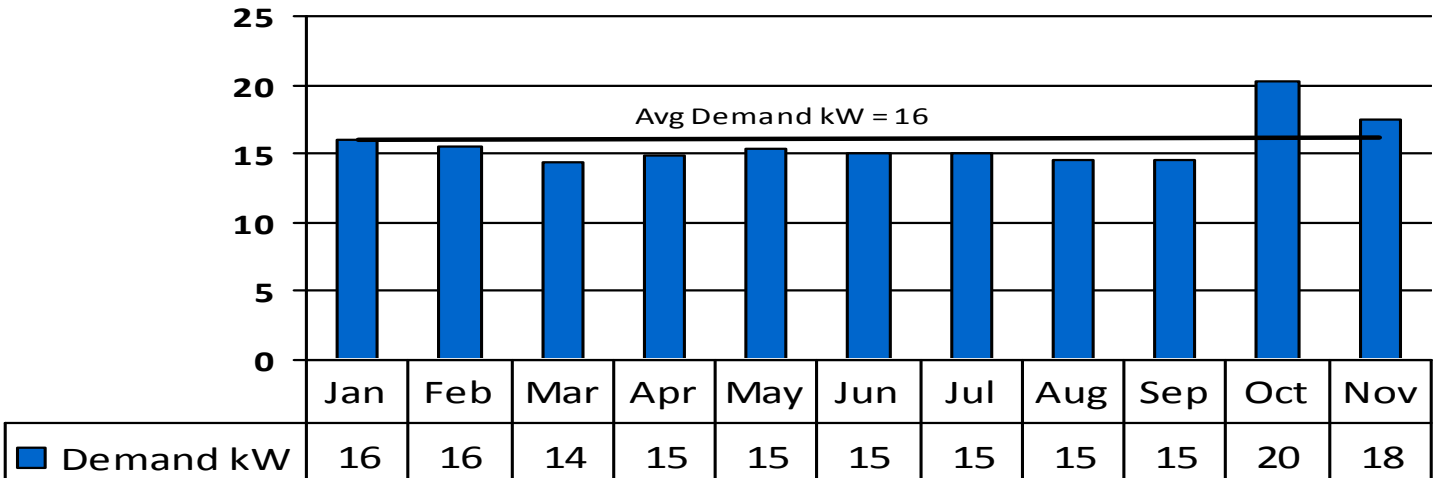 25
20
Avg Demand kW = 16
15
10
5
0
Jan Feb Mar Apr May Jun Jul Aug Sep Oct Nov
Demand kW 16 16 14 15 15 15 15 15 15 20 18